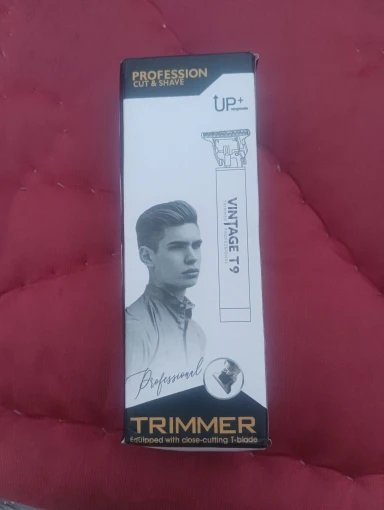 PROFESSION
CUT & SHAVE
UP+
VINTAGE T9
Professional
TRIMMER
Equipped with close-cutting T-blade